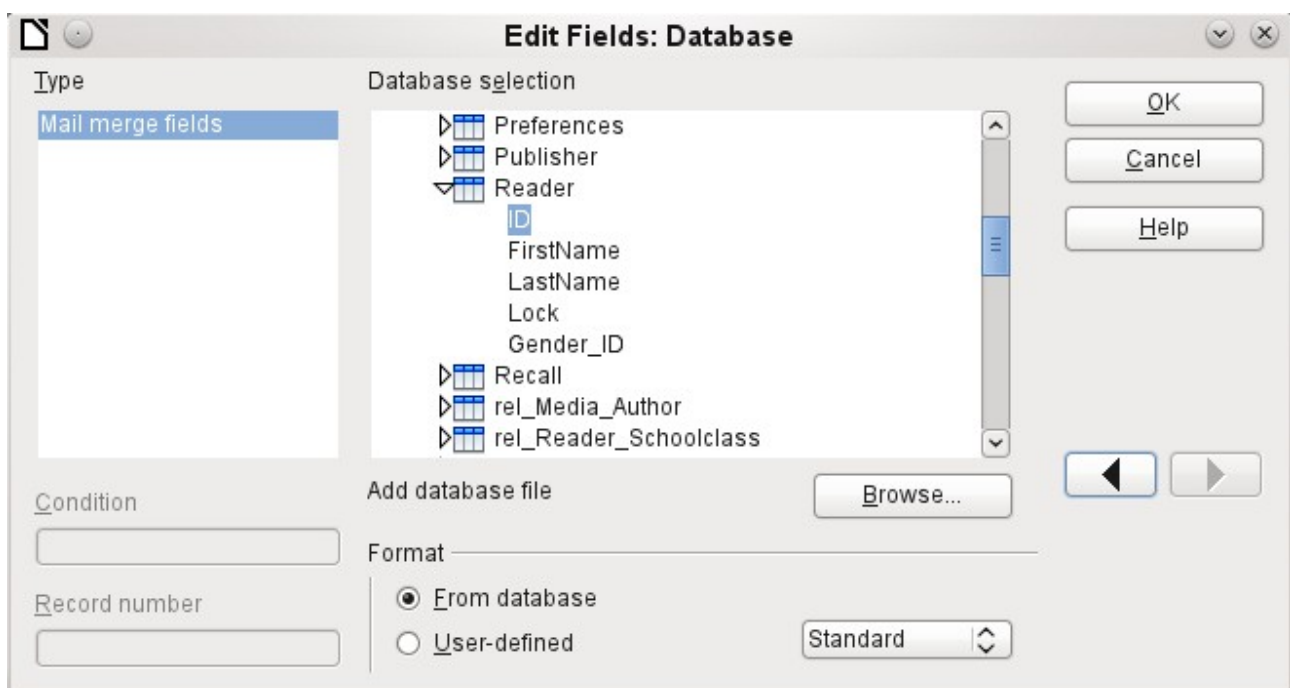 Edit Fields: Database
Type
Database selection
Mail merge fields
Preferences
Publisher
Reader
ID
FirstName
LastName
Lock
Gender_ID
Recall
rel_Media_Author
rel_Reader_Schoolclass
OK
Cancel
Help
Add database file
Browse...
Condition
Format
Record number
From database
User-defined
Standard